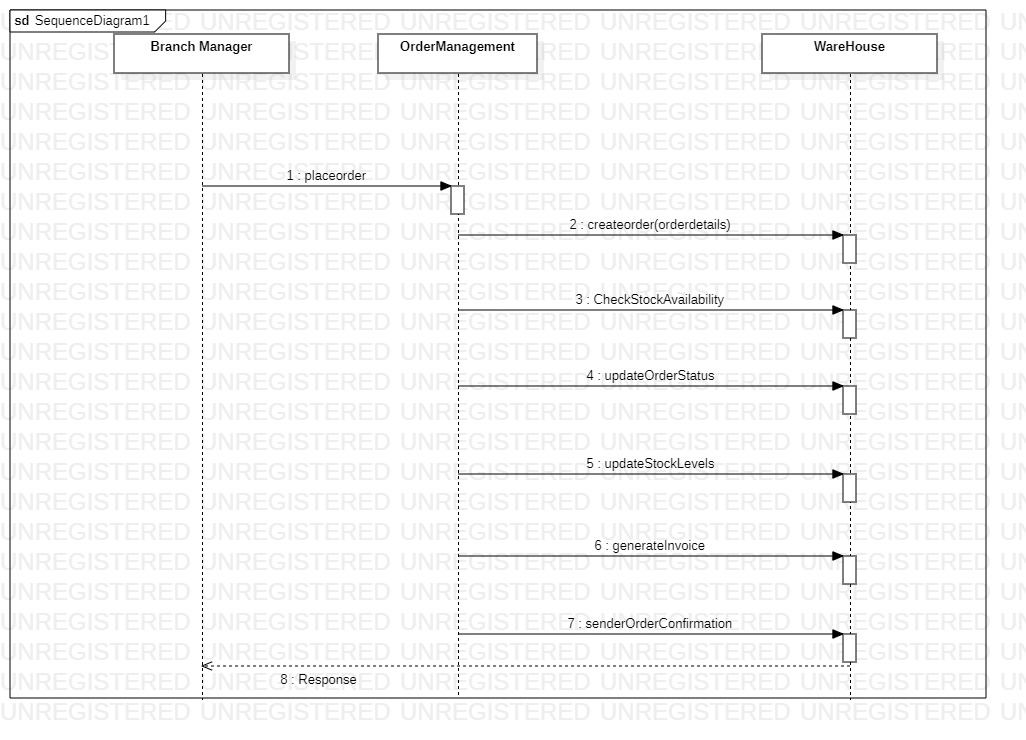 sd SequenceDiagram1
Branch Manager
OrderManagement
WareHouse
1 : placeorder
2 : createorder(orderdetails)
3 : CheckStockAvailability
4 : updateOrderStatus
5 : updateStockLevels
6 : generateInvoice
7 : senderOrderConfirmation
8 : Response
UNREGISTERED UNREGISTERED UNREGISTERED UNREGISTERED UNREGISTERED UN